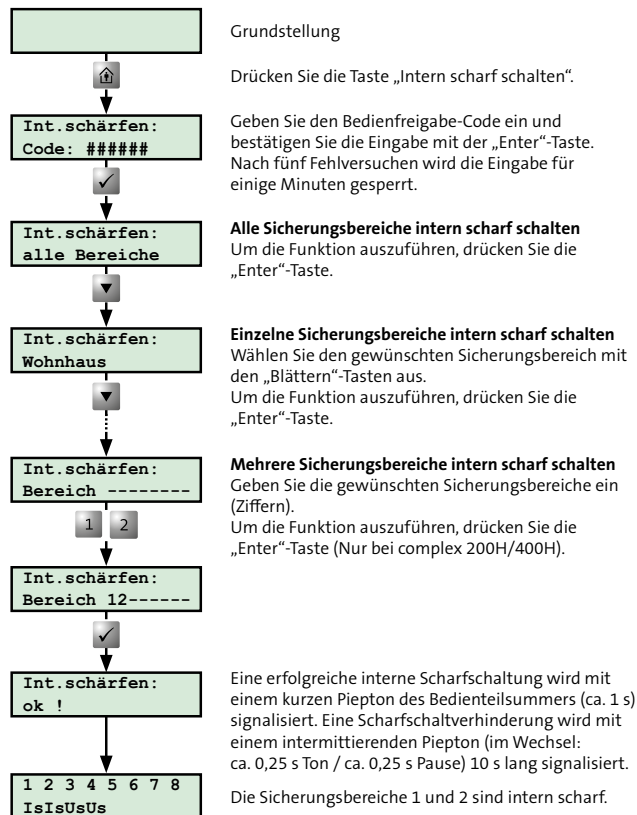 Grundstellung
Drücken Sie die Taste „Intern scharf schalten“.
Int.schärfen:
Code: ######
Geben Sie den Bedienfreigabe-Code ein und
bestätigen Sie die Eingabe mit der „Enter“-Taste.
Nach fünf Fehlversuchen wird die Eingabe für
einige Minuten gesperrt.
Int.schärfen:
alle Bereiche
Alle Sicherungsbereiche intern scharf schalten
Um die Funktion auszuführen, drücken Sie die
„Enter“-Taste.
Int.schärfen:
Wohnhaus
Einzelne Sicherungsbereiche intern scharf schalten
Wählen Sie den gewünschten Sicherungsbereich mit
den „Blättern“-Tasten aus.
Um die Funktion auszuführen, drücken Sie die
„Enter“-Taste.
Int.schärfen:
Bereich --------
Mehrere Sicherungsbereiche intern scharf schalten
Geben Sie die gewünschten Sicherungsbereiche ein
(Ziffern).
Um die Funktion auszuführen, drücken Sie die
„Enter“-Taste (Nur bei complex 200H/400H).
1 2
Int.schärfen:
Bereich 12------
Int.schärfen:
ok !
Eine erfolgreiche interne Scharfschaltung wird mit
einem kurzen Piepton des Bedienteilsummers (ca. 1 s)
signalisiert. Eine Scharfschaltverhinderung wird mit
einem intermittierenden Piepton (im Wechsel:
ca. 0,25 s Ton / ca. 0,25 s Pause) 10 s lang signalisiert.
1 2 3 4 5 6 7 8
IsIsUsUs
Die Sicherungsbereiche 1 und 2 sind intern scharf.